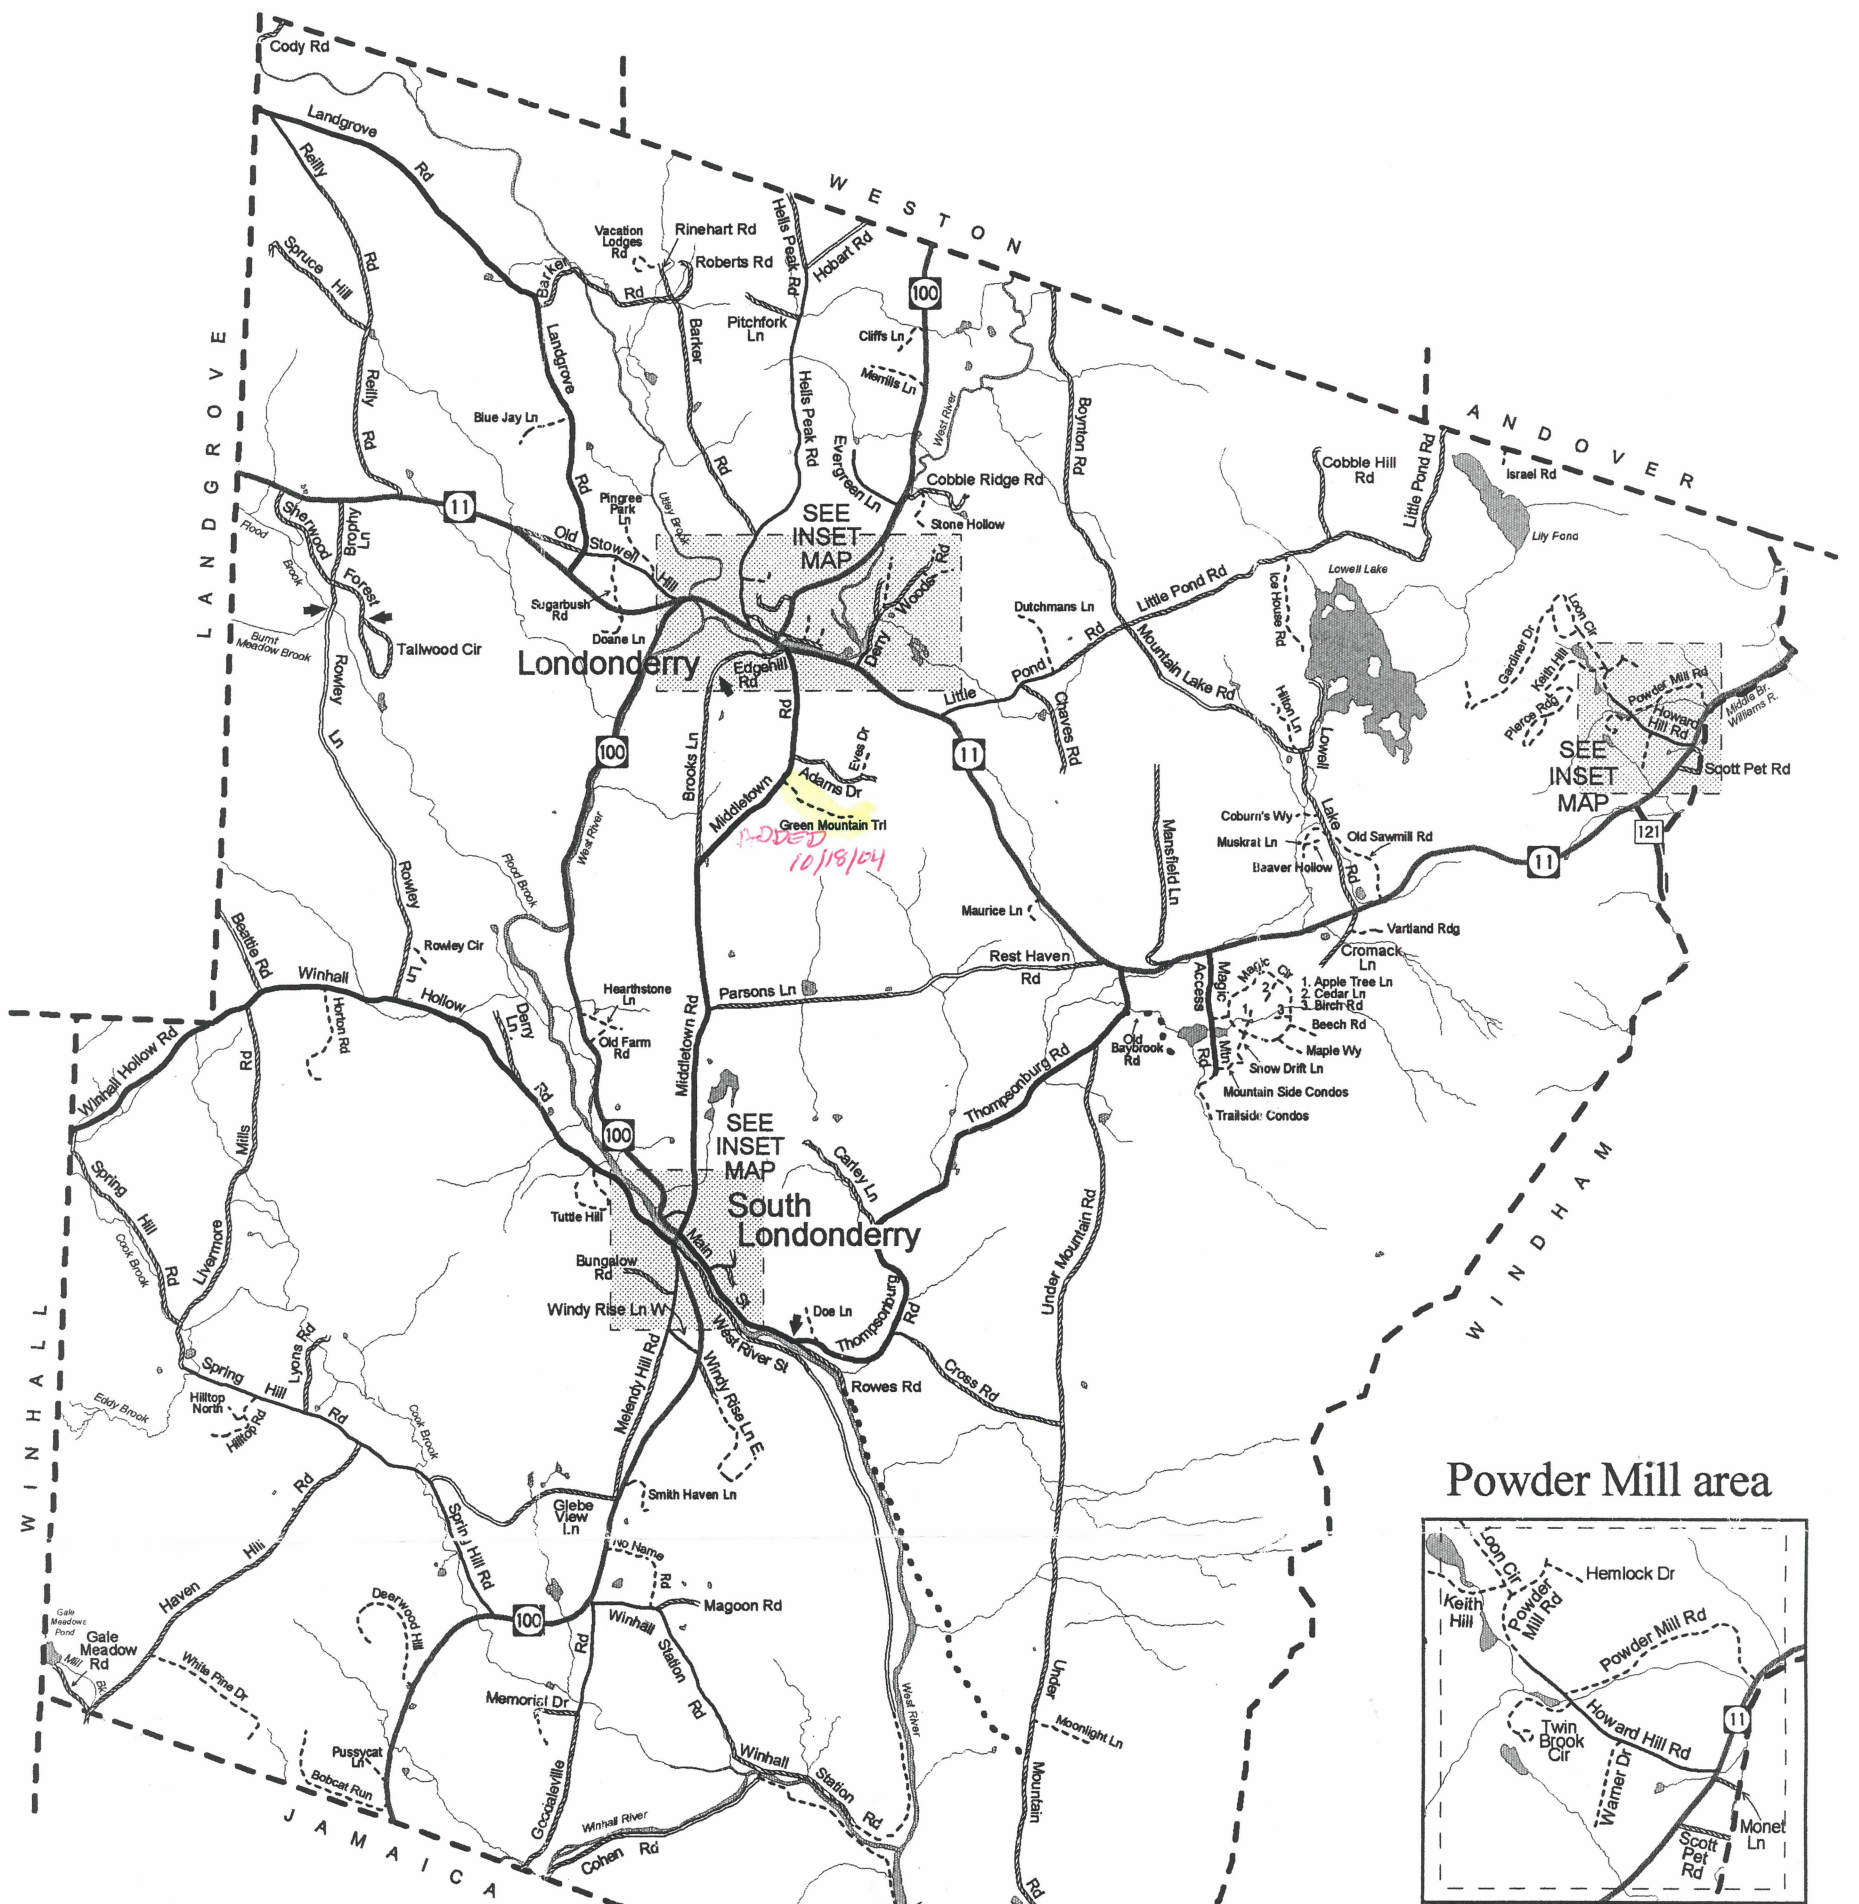 Cody Rd
Landgrove
Rd
Reilly
Rd
WESTON
Spruce
Hill
Barker
Rd
Vacation
Lodges
Rd
Rinehart Rd
Roberts Rd
Hells Peak Rd
Hobart Rd
100
Pitchfork
Ln
Cliffs Ln
Merrills Ln
Landgrove
Rd
Barker
Rd
Hells Peak Rd
West River
Boynton Rd
LANDGROVE
Reilly
Rd
Blue Jay Ln
Evergreen Ln
Cobble Ridge Rd
Stone Hollow
ANDOVER
Cobble Hill
Rd
Little Pond Rd
Israel Rd
Lily Pond
11
Sherwood
Forest
Brophy
Ln
Flood
Brook
Burnt
Meadow Brook
Tallwood Cir
Old
Stowell
Hill
Pingree
Park
Ln
Utley Brook
SEE
INSET
MAP
Woods
Rd
Derry
Sugarbush
Rd
Doane Ln
Londonderry
Edgehill
Rd
Dutchmans Ln
Little Pond Rd
Ice House Rd
Lowell Lake
Little
Pond
Rd
Mountain Lake Rd
Chaves Rd
Hilton Ln
Loon Cir
Gardiner Dr
Keith Hill
Pierce Rdg
Powder Mill Rd
Howard
Hill Rd
Middle Br.
Williams R.
SEE
INSET
MAP
Scott Pet Rd
121
Rowley
Ln
100
Brooks Ln
Rd
Middletown
Adams Dr
Eves Dr
Green Mountain Trl
ADDED
10/18/04
11
West River
Flood Brook
Mansfield Ln
Lowell
Lake
Rd
Coburn's Wy
Muskrat Ln
Beaver Hollow
Old Sawmill Rd
11
Vartland Rdg
Cromack
Ln
Maurice Ln
Rest Haven
Rd
Beattie Rd
Rowley
Ln
Rowley Cir
Winhall
Hollow
Rd
Horton Rd
Derry
Ln
Hearthstone
Ln
Old Farm
Rd
Parsons Ln
Middletown Rd
Magic
Mtn
Access
Rd
Magic
Cir
2
1
3
1. Apple Tree Ln
2. Cedar Ln
3. Birch Rd
Beech Rd
Maple Wy
Snow Drift Ln
Mountain Side Condos
Trailside Condos
Old
Baybrook
Rd
Winhall Hollow Rd
Livermore
Mills
Rd
Thompsonburg Rd
100
SEE
INSET
MAP
Carley Ln
Under Mountain Rd
WINDHAM
Spring
Hill
Rd
Cook Brook
Tuttle Hill
South
Londonderry
Main
St
Bungalow
Rd
Windy Rise Ln W
West River St
Doe Ln
Thompsonburg
Rd
Rowes Rd
Cross Rd
WINHALL
Lyons Rd
Spring
Hill
Rd
Hilltop
North
Hilltop Rd
Eddy Brook
Cook Brook
Melendy Hill Rd
Windy Rise Ln E
Smith Haven Ln
Glebe
View
Ln
No Name
Rd
Haven
Hill
Rd
Spring Hill Rd
Deerwood Hill
100
Magoon Rd
Winhall
Station
Rd
Gale
Meadows
Pond
Gale
Meadow
Rd
Mill
Bk
White Pine Dr
Memorial Dr
Goodaleville
Rd
Pussycat
Ln
Bobcat Run
JAMAICA
Winhall
Station
Rd
Winhall River
Cohen Rd
West River
Under
Mountain
Rd
Moonlight Ln
Powder Mill area
Loon Cir
Keith
Hill
Powder
Mill Rd
Hemlock Dr
Powder Mill Rd
Howard Hill Rd
11
Twin
Brook
Cir
Warner Dr
Monet
Ln
Scott
Pet
Rd